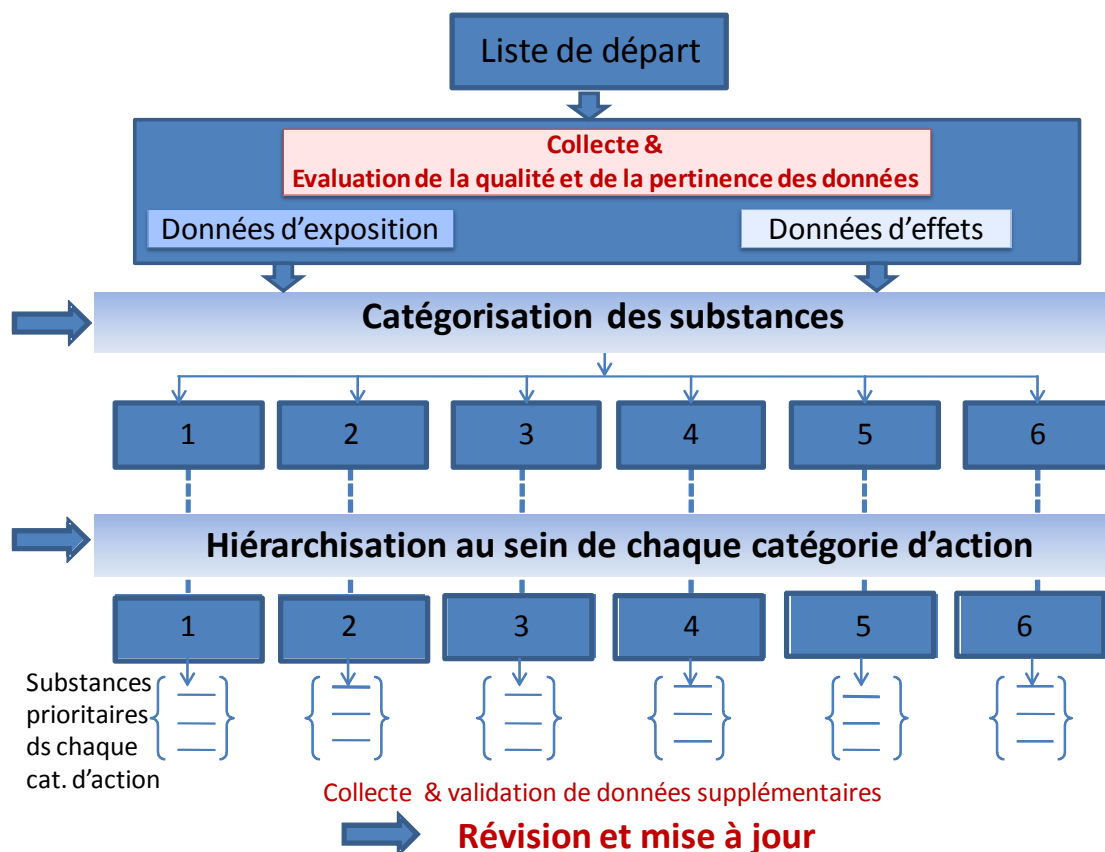 Liste de départ
Collecte &
Evaluation de la qualité et de la pertinence des données
Données d'exposition
Données d'effets
Catégorisation des substances
1
2
3
4
5
6
Hiérarchisation au sein de chaque catégorie d'action
1
2
3
4
5
6
Substances
prioritaires
ds chaque
cat. d'action
Collecte & validation de données supplémentaires
Révision et mise à jour